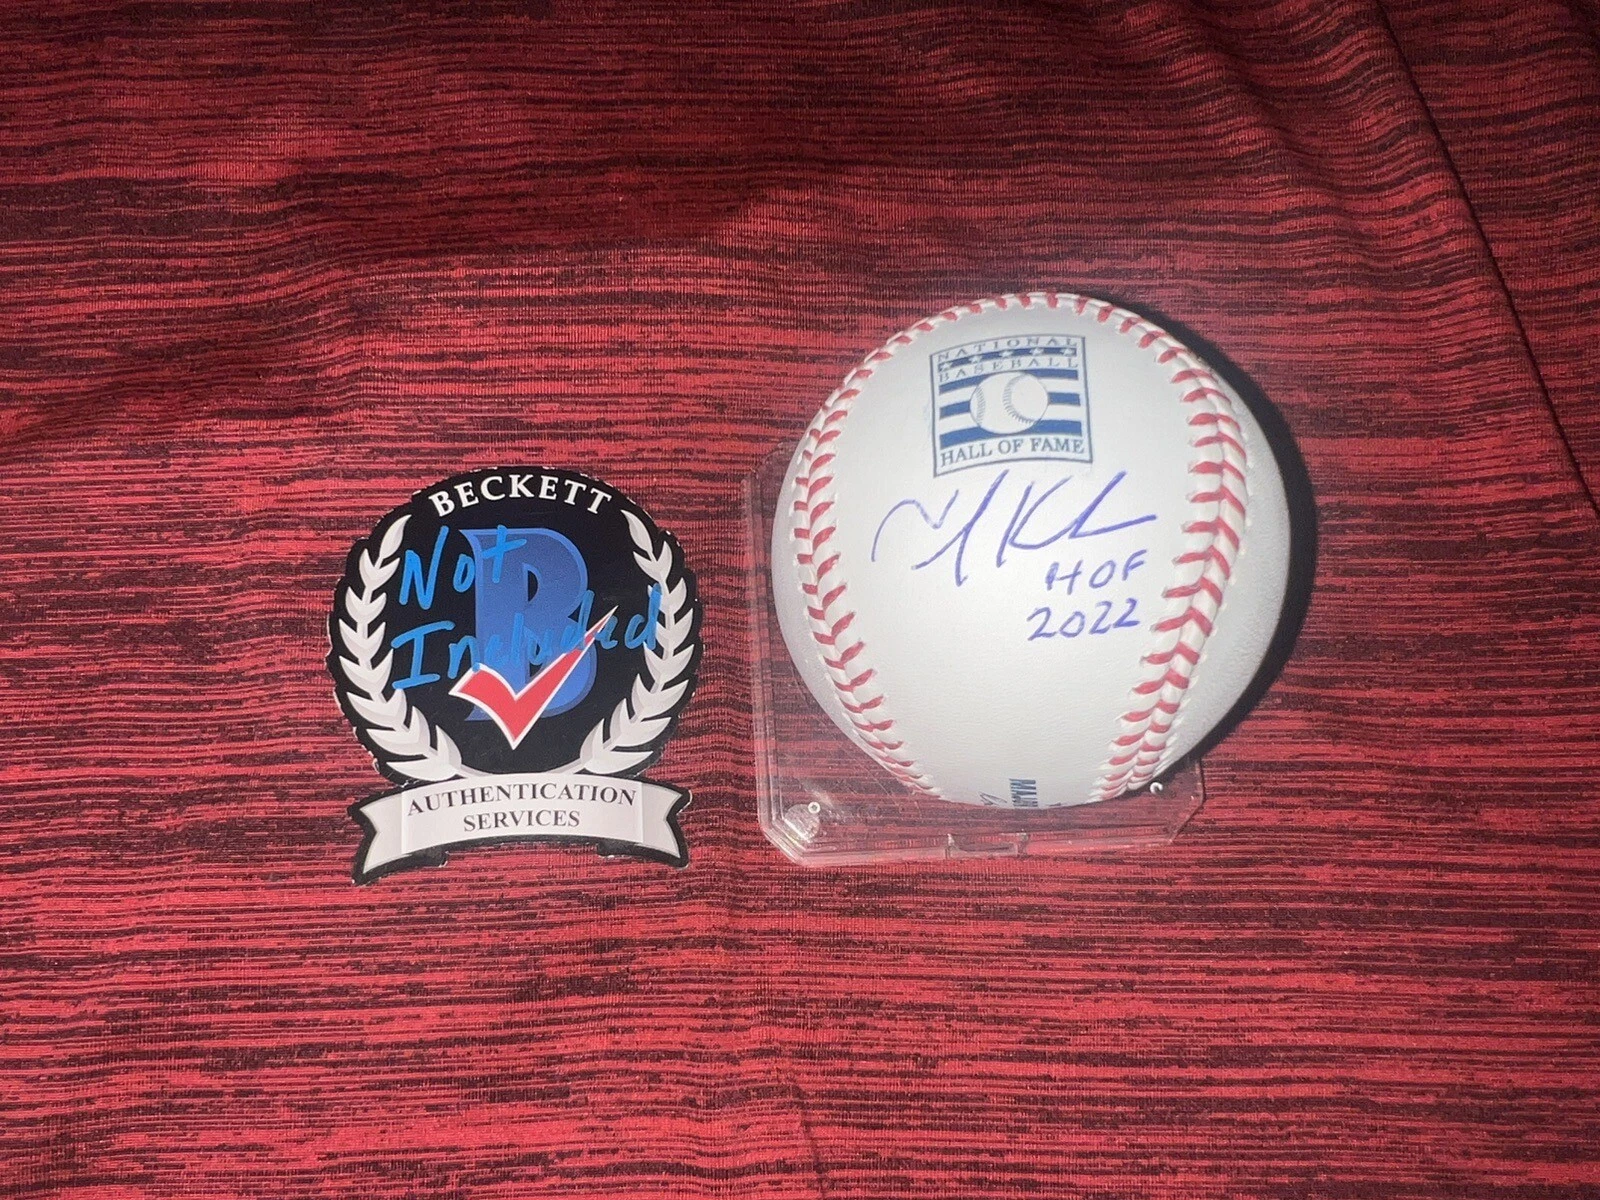 BECKETT
Not
Included
B
AUTHENTICATION
SERVICES
NATIONAL
BASEBALL
HALL OF FAME
HOF
2022